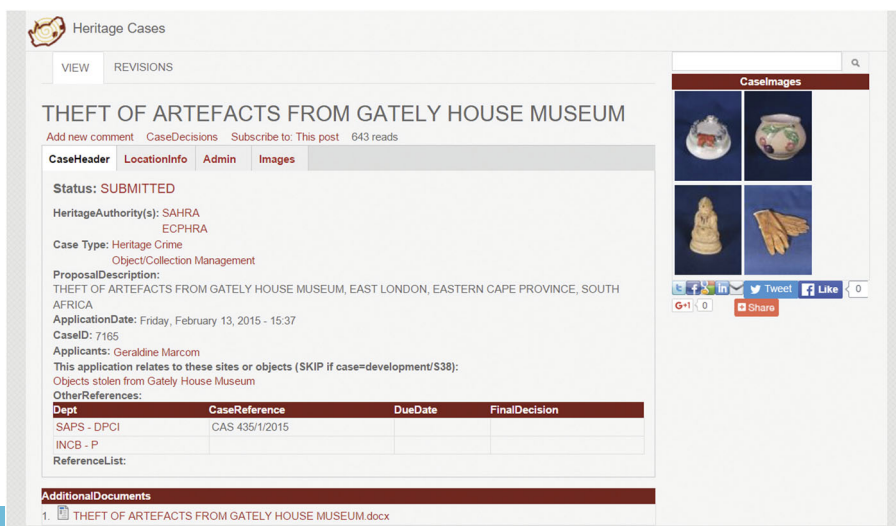 Heritage Cases
VIEW REVISIONS
THEFT OF ARTEFACTS FROM GATELY HOUSE MUSEUM
Add new comment CaseDecisions Subscribe to: This post 643 reads
CaseHeader LocationInfo Admin Images
Status: SUBMITTED
HeritageAuthority(s): SAHRA
ECPHRA
Case Type: Heritage Crime
Object/Collection Management
ProposalDescription:
THEFT OF ARTEFACTS FROM GATELY HOUSE MUSEUM, EAST LONDON, EASTERN CAPE PROVINCE, SOUTH
AFRICA
ApplicationDate: Friday, February 13, 2015 - 15:37
CaseID: 7165
Applicants: Geraldine Marcom
This application relates to these sites or objects (SKIP if case=development/S38):
Objects stolen from Gately House Museum
OtherReferences:
Dept CaseReference DueDate FinalDecision
SAPS - DPCI CAS 435/1/2015
INCB - P
ReferenceList:
AdditionalDocuments
1. THEFT OF ARTEFACTS FROM GATELY HOUSE MUSEUM.docx
CaseImages
Tweet Like 0
G+1 0 Share